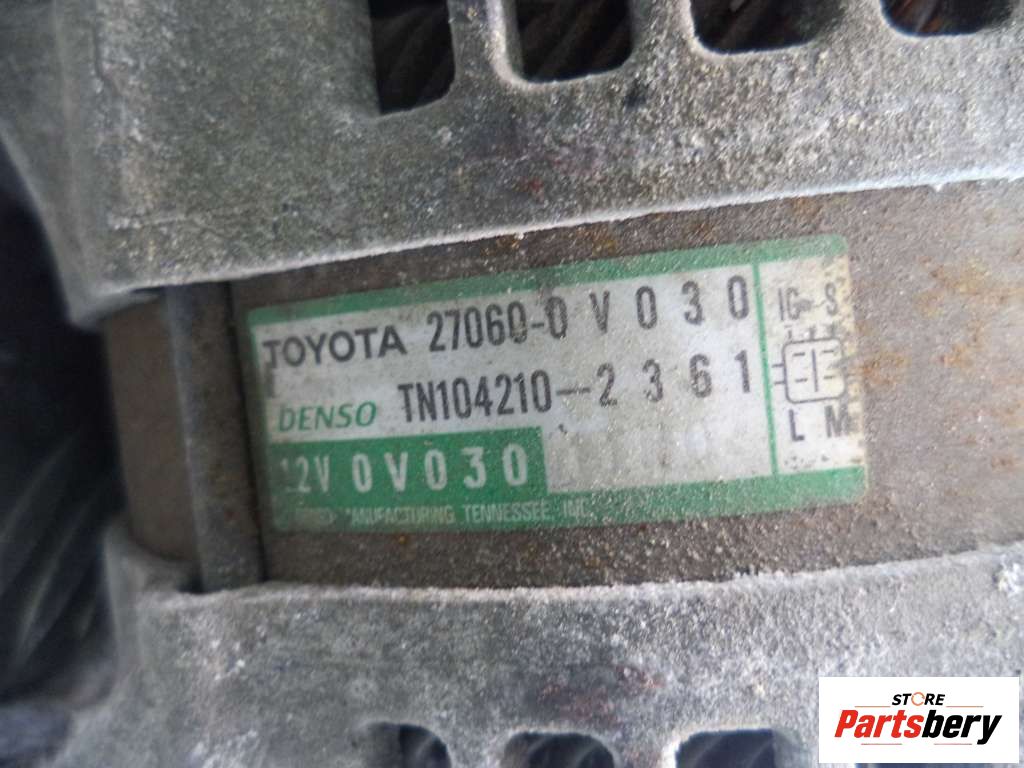 TOYOTA 27060-0V030 IG S
DENSO TN104210-2361
L M
12V 0V030
MANUFACTURING TENNESSEE, INC.
STORE
Partsbery